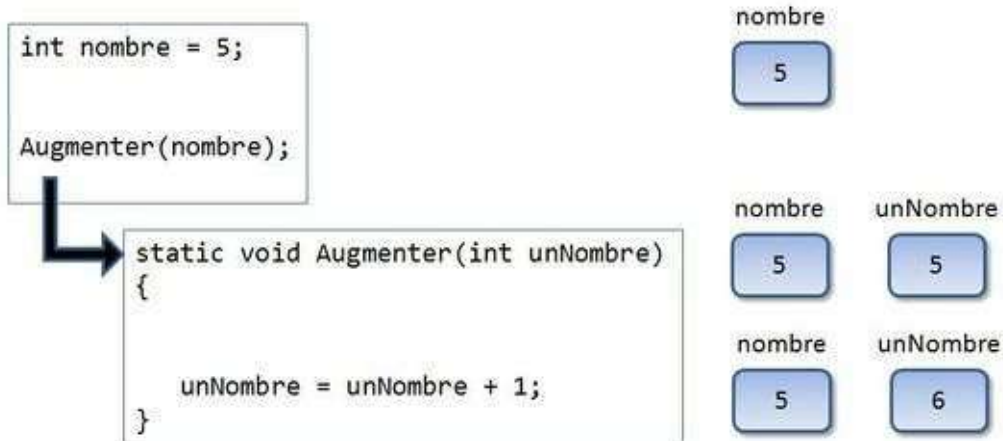 nombre
int nombre = 5;
5
Augmenter(nombre);
nombre unNombre
static void Augmenter(int unNombre)
5 5
{
nombre unNombre
unNombre = unNombre + 1;
5 6
}